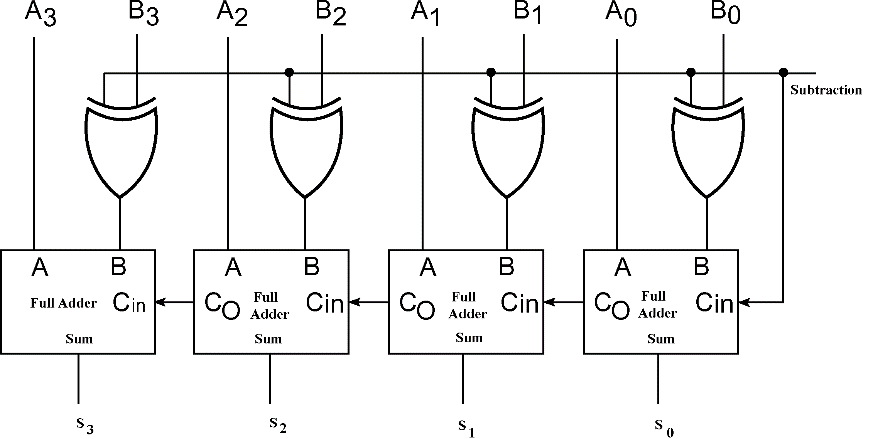 A3 B3 A2 B2 A1 B1 A0 B0
Subtraction
A B A B A B A B
Full Adder Cin CO Full Adder Cin CO Full Adder Cin CO Full Adder Cin
Sum Sum Sum Sum
s3 s2 s1 s0